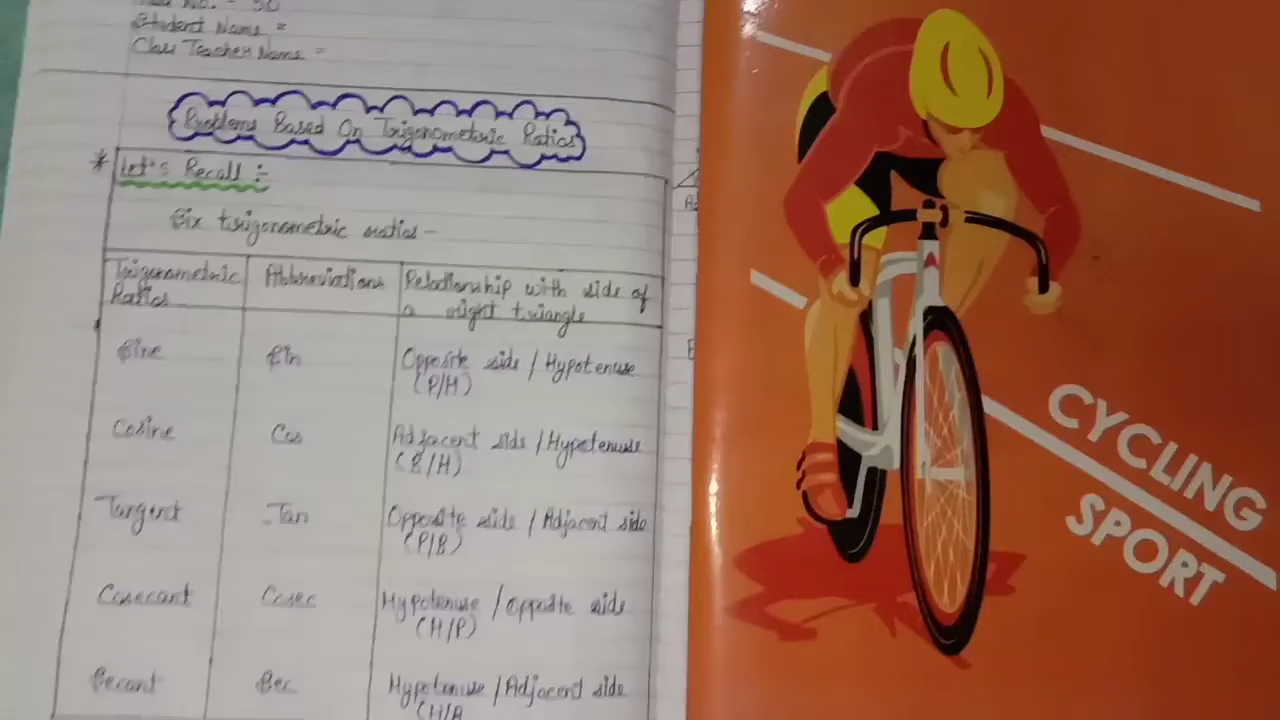 Student Name =
Class Teacher Name =
Problems Based On Trigonometric Ratios
* Let's Recall :-
Six trigonometric ratios -
Trigonometric Ratios
Abbreviations
Relationship with side of
a right triangle
Sine
Sin
Opposite side / Hypotenuse
(P/H)
Cosine
Cos
Adjacent side / Hypotenuse
(B/H)
Tangent
Tan
Opposite side / Adjacent side
(P/B)
Cosecant
Cosec
Hypotenuse / Opposite side
(H/P)
Secant
Sec
Hypotenuse / Adjacent side
(H/B
CYCLING
SPORT